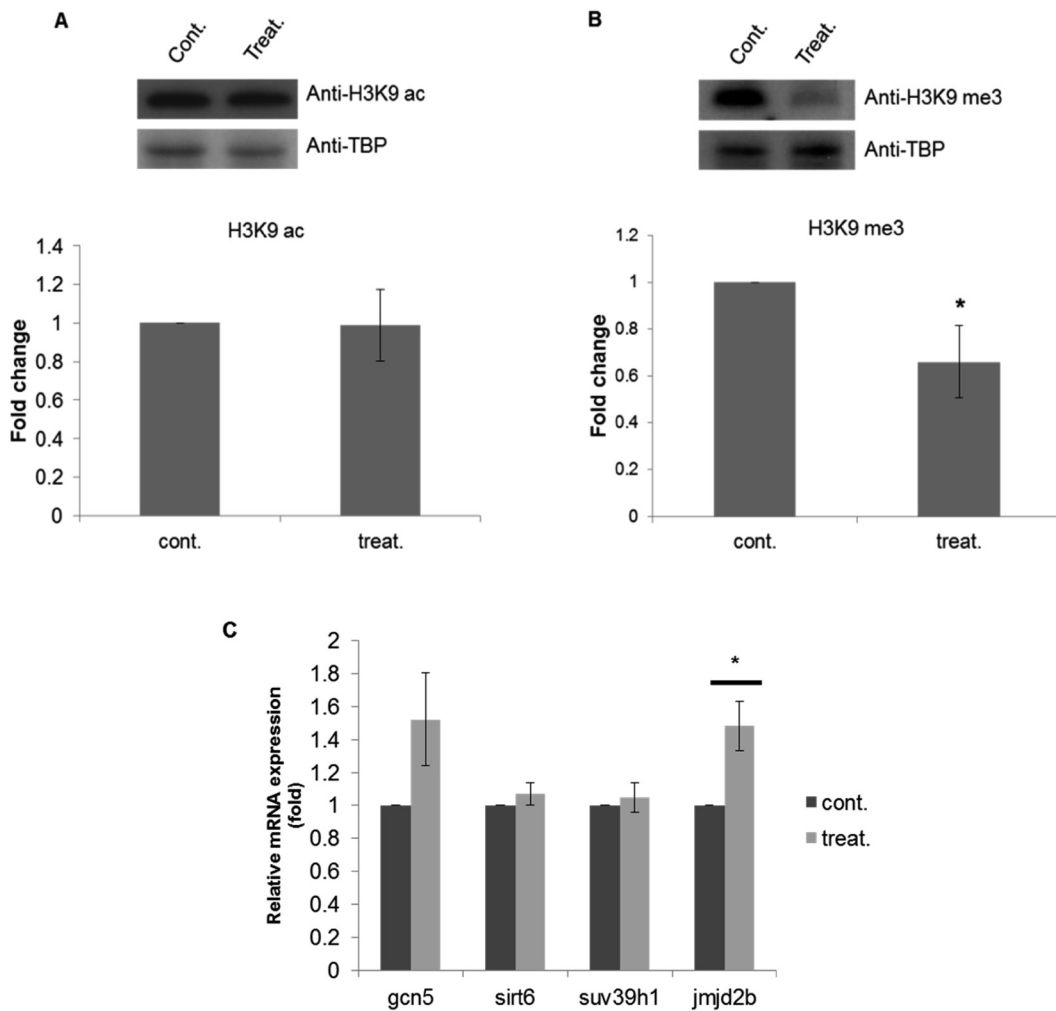 A
Cont.
Treat.
Anti-H3K9 ac
Anti-TBP
H3K9 ac
1.4
1.2
1
0.8
0.6
0.4
0.2
0
Fold change
cont.
treat.
B
Cont.
Treat.
Anti-H3K9 me3
Anti-TBP
H3K9 me3
1.2
1
0.8
0.6
0.4
0.2
0
Fold change
*
cont.
treat.
C
2
1.8
1.6
1.4
1.2
1
0.8
0.6
0.4
0.2
0
Relative mRNA expression
(fold)
*
gcn5
sirt6
suv39h1
jmjd2b
cont.
treat.